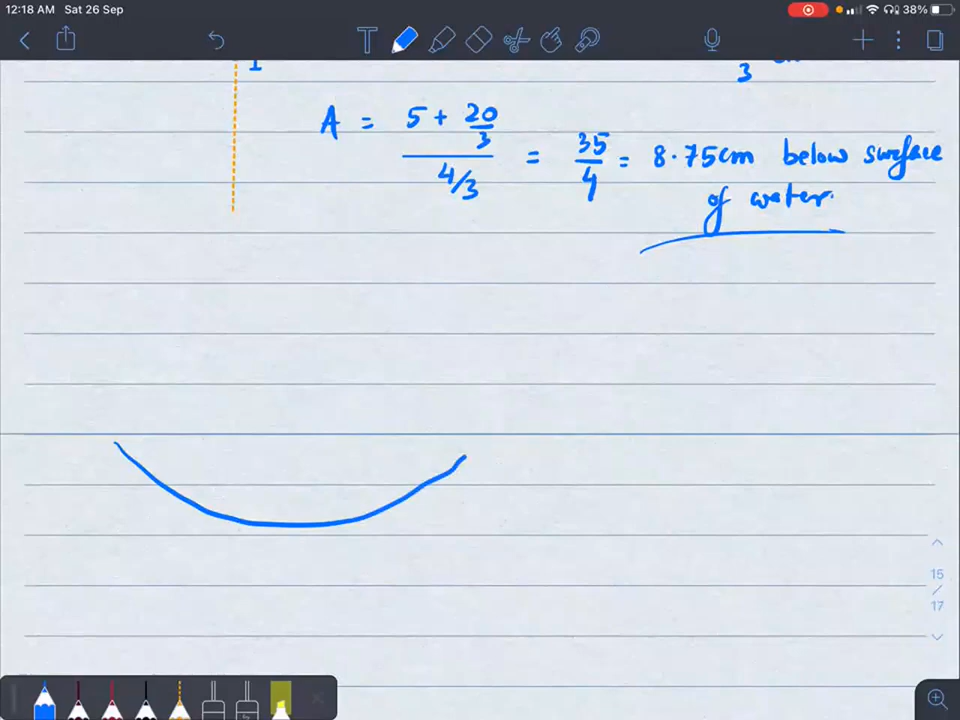 12:18 AM Sat 26 Sep
38%
T
3
A = 5 + 20/3 / 4/3 = 35/4 = 8.75cm below surface
of water.
15
/
17